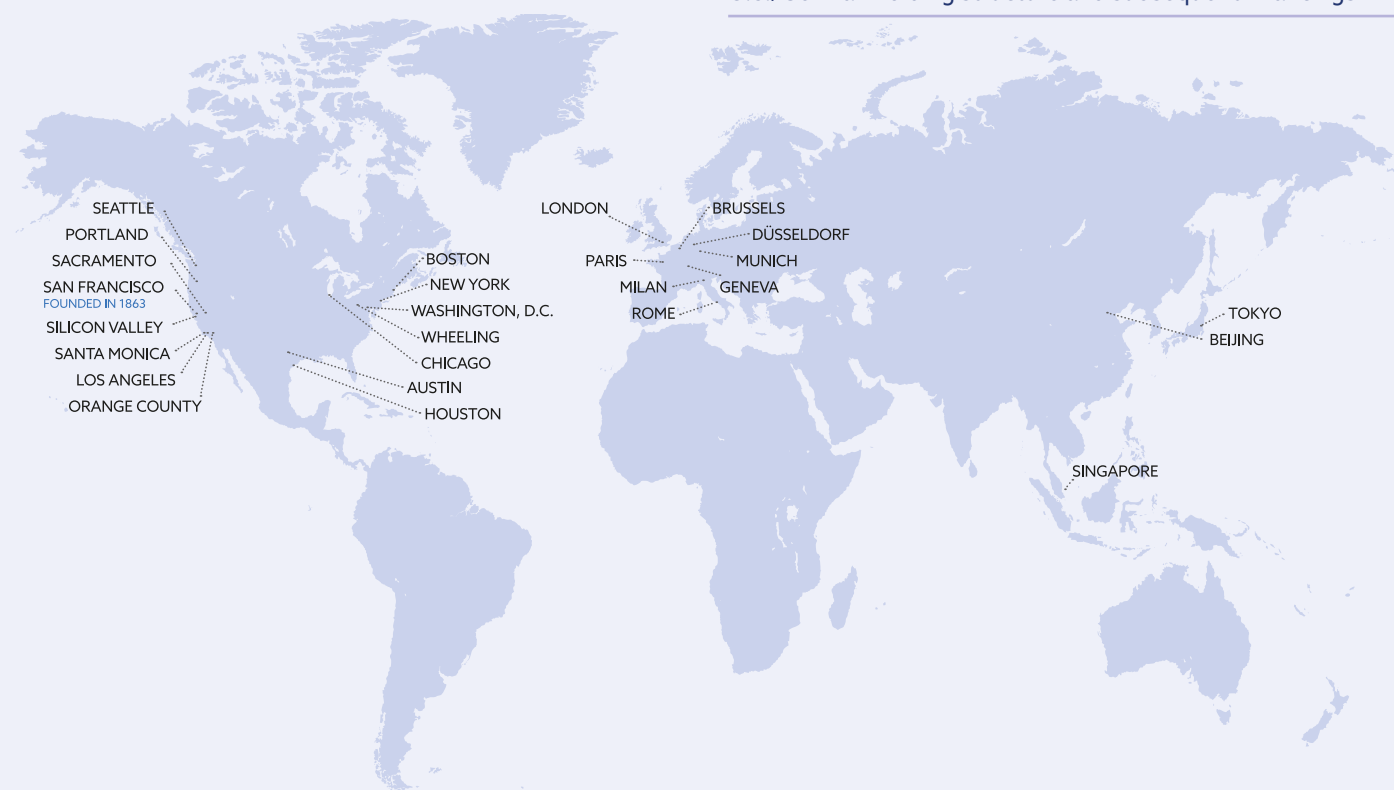 SEATTLE
PORTLAND
SACRAMENTO
SAN FRANCISCO
FOUNDED IN 1863
SILICON VALLEY
SANTA MONICA
LOS ANGELES
ORANGE COUNTY
BOSTON
NEW YORK
WASHINGTON, D.C.
WHEELING
CHICAGO
AUSTIN
HOUSTON
LONDON
PARIS
MILAN
ROME
BRUSSELS
DÜSSELDORF
MUNICH
GENEVA
TOKYO
BEIJING
SINGAPORE